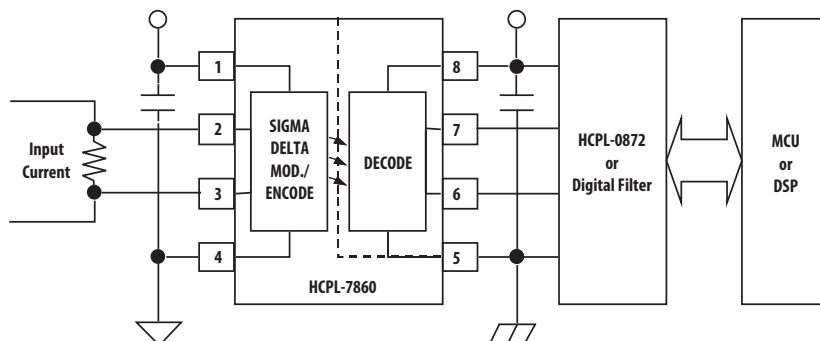 1
2
3
4
Input
Current
SIGMA
DELTA
MOD./
ENCODE
DECODE
8
7
6
5
HCPL-7860
HCPL-0872
or
Digital Filter
MCU
or
DSP